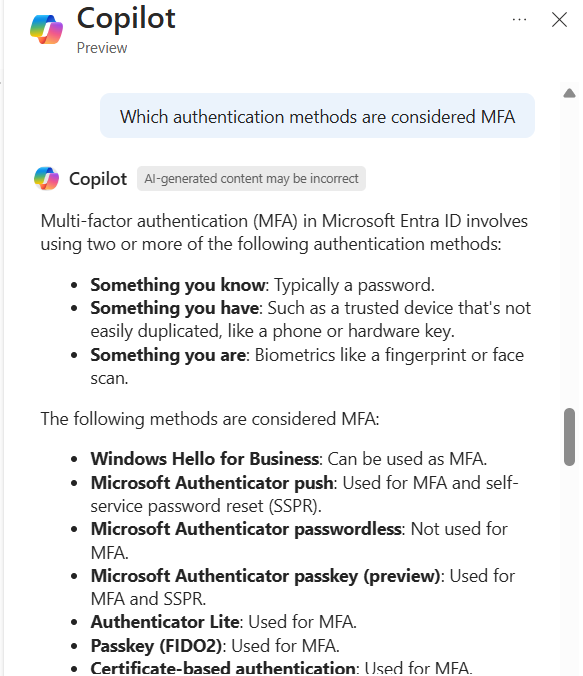 Copilot
Preview
Which authentication methods are considered MFA
Copilot AI-generated content may be incorrect
Multi-factor authentication (MFA) in Microsoft Entra ID involves
using two or more of the following authentication methods:
• Something you know: Typically a password.
• Something you have: Such as a trusted device that's not
easily duplicated, like a phone or hardware key.
• Something you are: Biometrics like a fingerprint or face
scan.
The following methods are considered MFA:
• Windows Hello for Business: Can be used as MFA.
• Microsoft Authenticator push: Used for MFA and self-
service password reset (SSPR).
• Microsoft Authenticator passwordless: Not used for
MFA.
• Microsoft Authenticator passkey (preview): Used for
MFA and SSPR.
• Authenticator Lite: Used for MFA.
• Passkey (FIDO2): Used for MFA.
• Certificate-based authentication: Used for MFA.